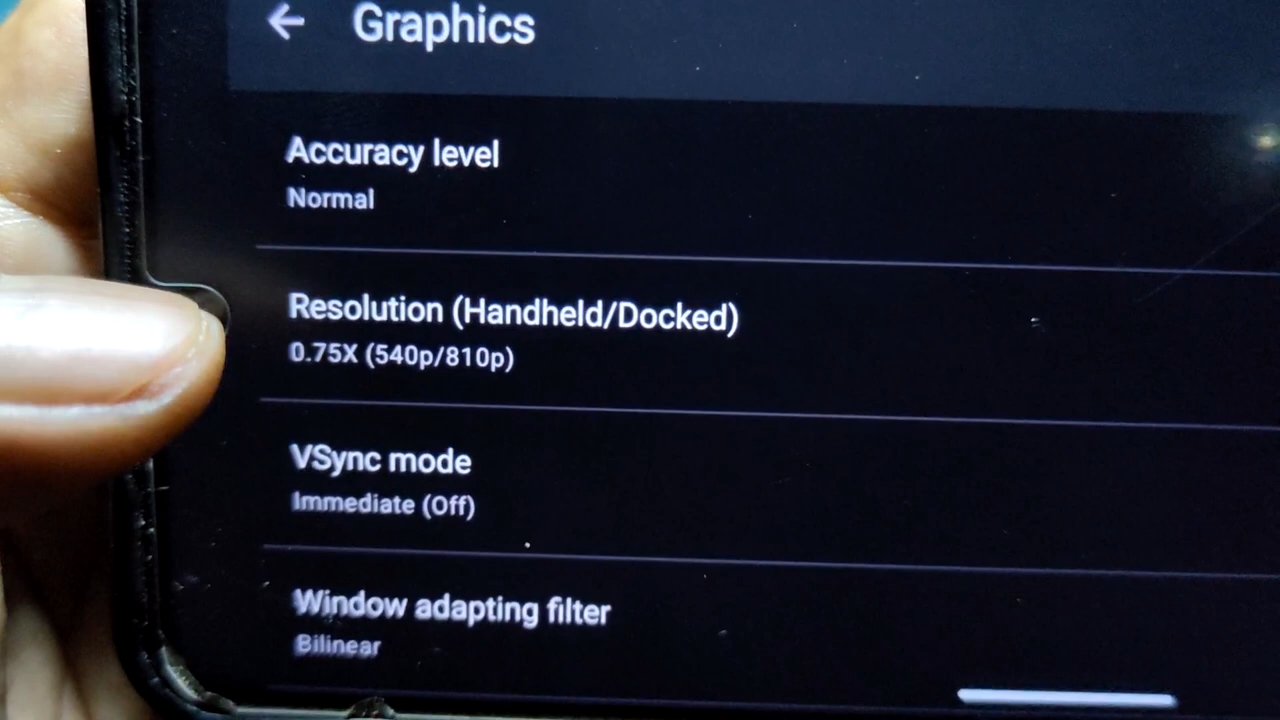 Graphics
Accuracy level
Normal
Resolution (Handheld/Docked)
0.75X (540p/810p)
VSync mode
Immediate (Off)
Window adapting filter
Bilinear